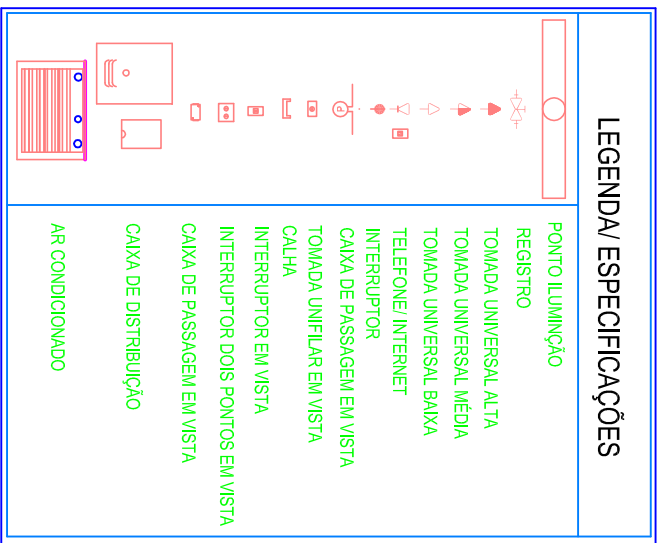 LEGENDA/ ESPECIFICAÇÕES
PONTO ILUMINÇÃO
REGISTRO
TOMADA UNIVERSAL ALTA
TOMADA UNIVERSAL MÉDIA
TOMADA UNIVERSAL BAIXA
TELEFONE/ INTERNET
INTERRUPTOR
CAIXA DE PASSAGEM EM VISTA
TOMADA UNIFILAR EM VISTA
CALHA
INTERRUPTOR EM VISTA
INTERRUPTOR DOIS PONTOS EM VISTA
CAIXA DE PASSAGEM EM VISTA
CAIXA DE DISTRIBUIÇÃO
AR CONDICIONADO
P